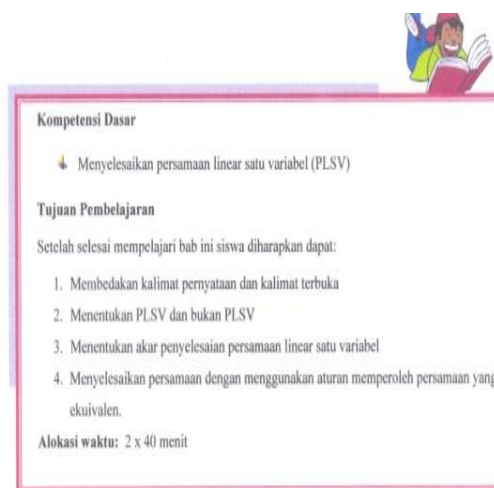 Kompetensi Dasar
Menyelesaikan persamaan linear satu variabel (PLSV)
Tujuan Pembelajaran
Setelah selesai mempelajari bab ini siswa diharapkan dapat:
1. Membedakan kalimat pernyataan dan kalimat terbuka
2. Menentukan PLSV dan bukan PLSV
3. Menentukan akar penyelesaian persamaan linear satu variabel
4. Menyelesaikan persamaan dengan menggunakan aturan memperoleh persamaan yang
ekuivalen.
Alokasi waktu: 2 x 40 menit